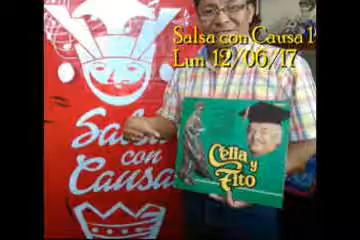 Salsa con Causa 1
Lun 12/06/17
Salsa
con
Causa
Celia y
Tito